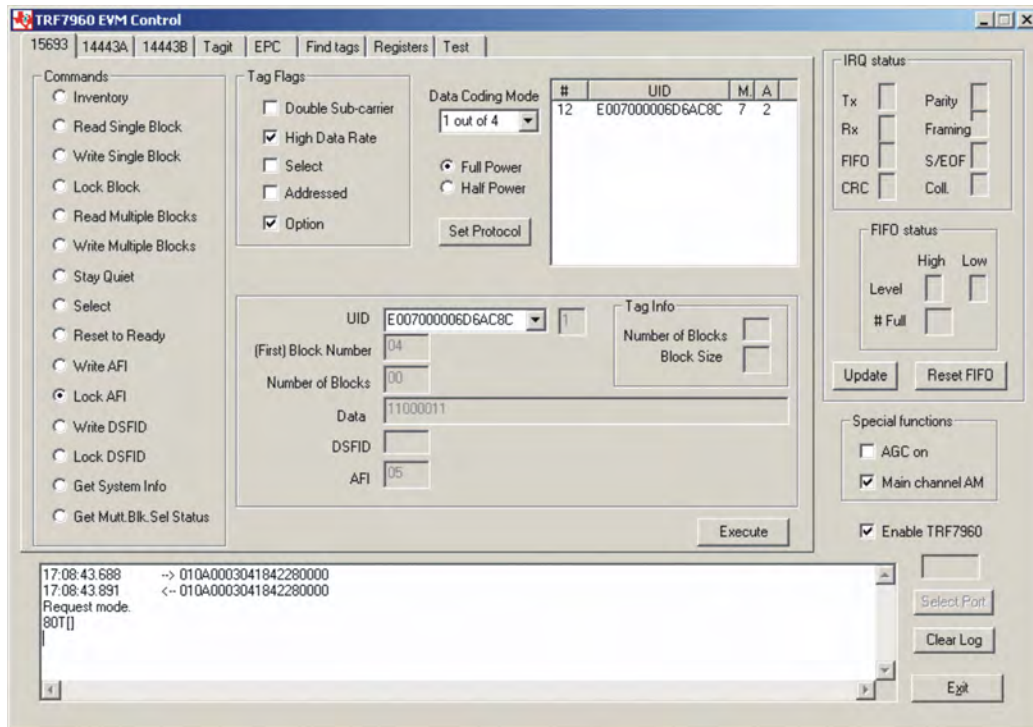 TRF7960 EVM Control
15693 14443A 14443B Tagit EPC Find tags Registers Test
Commands
Inventory
Read Single Block
Write Single Block
Lock Block
Read Multiple Blocks
Write Multiple Blocks
Stay Quiet
Select
Reset to Ready
Write AFI
Lock AFI
Write DSFID
Lock DSFID
Get System Info
Get Mutt.Blk.Sel Status
Tag Flags
Double Sub-carrier
High Data Rate
Select
Addressed
Option
Data Coding Mode
1 out of 4
Full Power
Half Power
Set Protocol
# UID M. A
12 E007000006D6AC8C 7 2
UID E007000006D6AC8C 1
(First) Block Number 04
Number of Blocks 00
Data 11000011
DSFID
AFI 05
Tag Info
Number of Blocks
Block Size
Execute
IRQ status
Tx Parity
Rx Framing
FIFO S/EOF
CRC Coll.
FIFO status
High Low
Level
# Full
Update Reset FIFO
Special functions
AGC on
Main channel AM
Enable TRF7960
Select Port
Clear Log
Exit
17:08:43.688 --> 010A0003041842280000
17:08:43.891 <-- 010A0003041842280000
Request mode.
80T[]